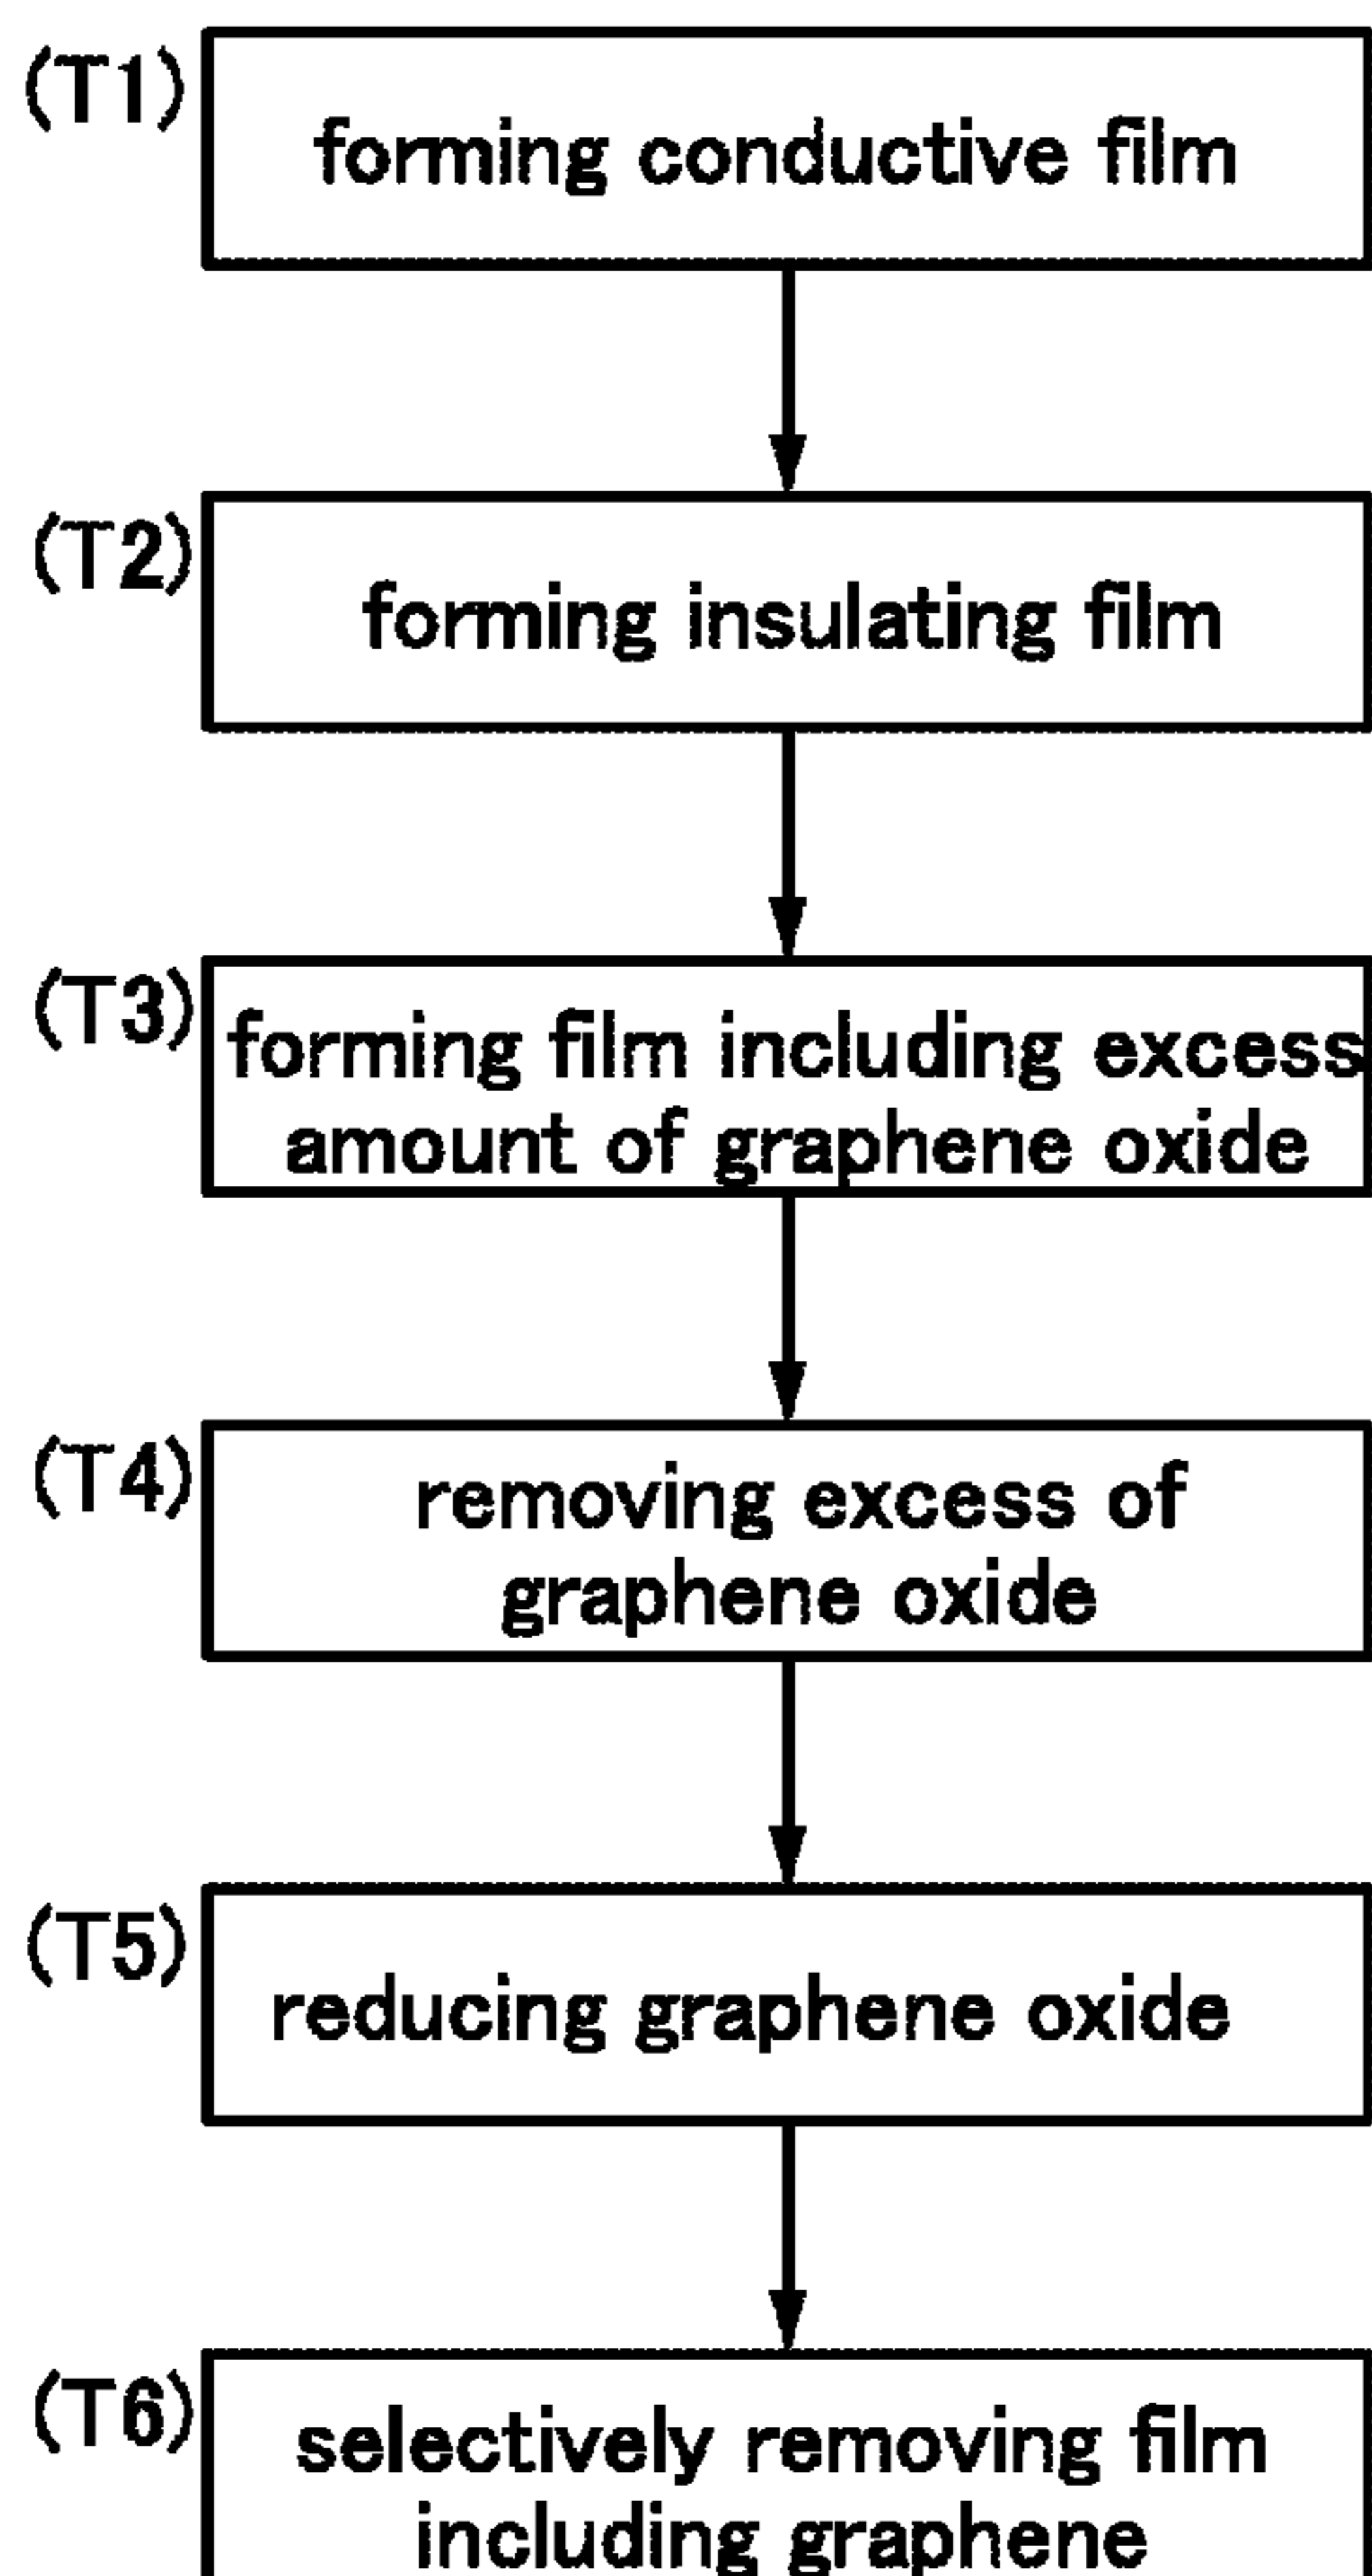 (T1)
forming conductive film
(T2)
forming insulating film
(T3)
forming film including excess
amount of graphene oxide
(T4)
removing excess of
graphene oxide
(T5)
reducing graphene oxide
(T6)
selectively removing film
including graphene